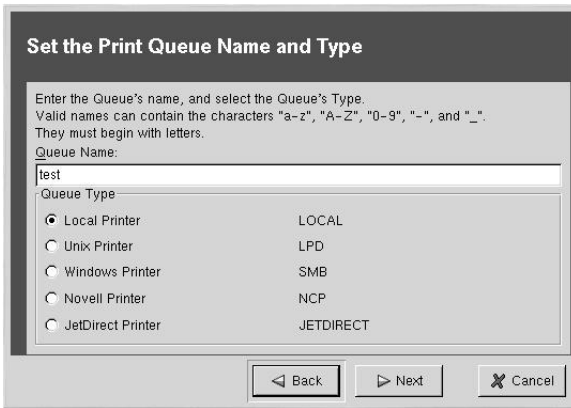 Set the Print Queue Name and Type
Enter the Queue's name, and select the Queue's Type.
Valid names can contain the characters "a-z", "A-Z", "0-9", "-", and "_".
They must begin with letters.
Queue Name:
test
Queue Type
Local Printer LOCAL
Unix Printer LPD
Windows Printer SMB
Novell Printer NCP
JetDirect Printer JETDIRECT
Back Next Cancel